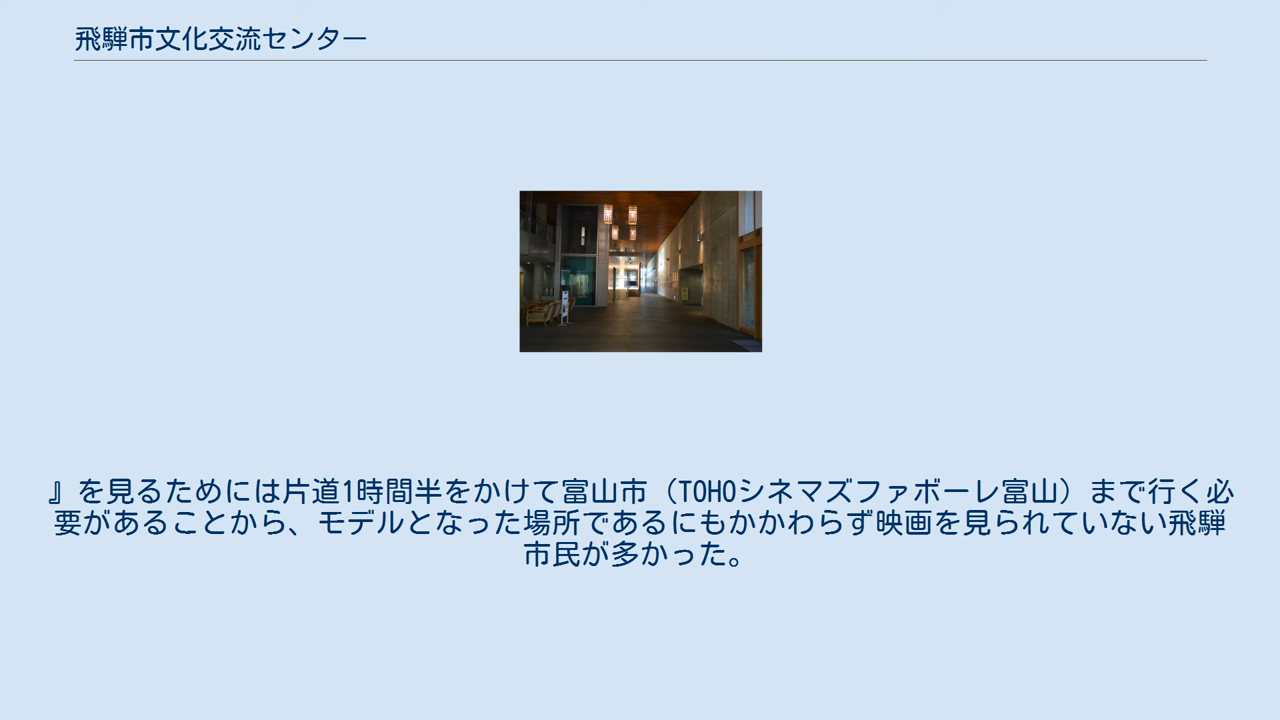 飛騨市文化交流センター
』を見るためには片道1時間半をかけて富山市（TOHOシネマズファボーレ富山）まで行く必
要があることから、モデルとなった場所であるにもかかわらず映画を見られていない飛騨
市民が多かった。